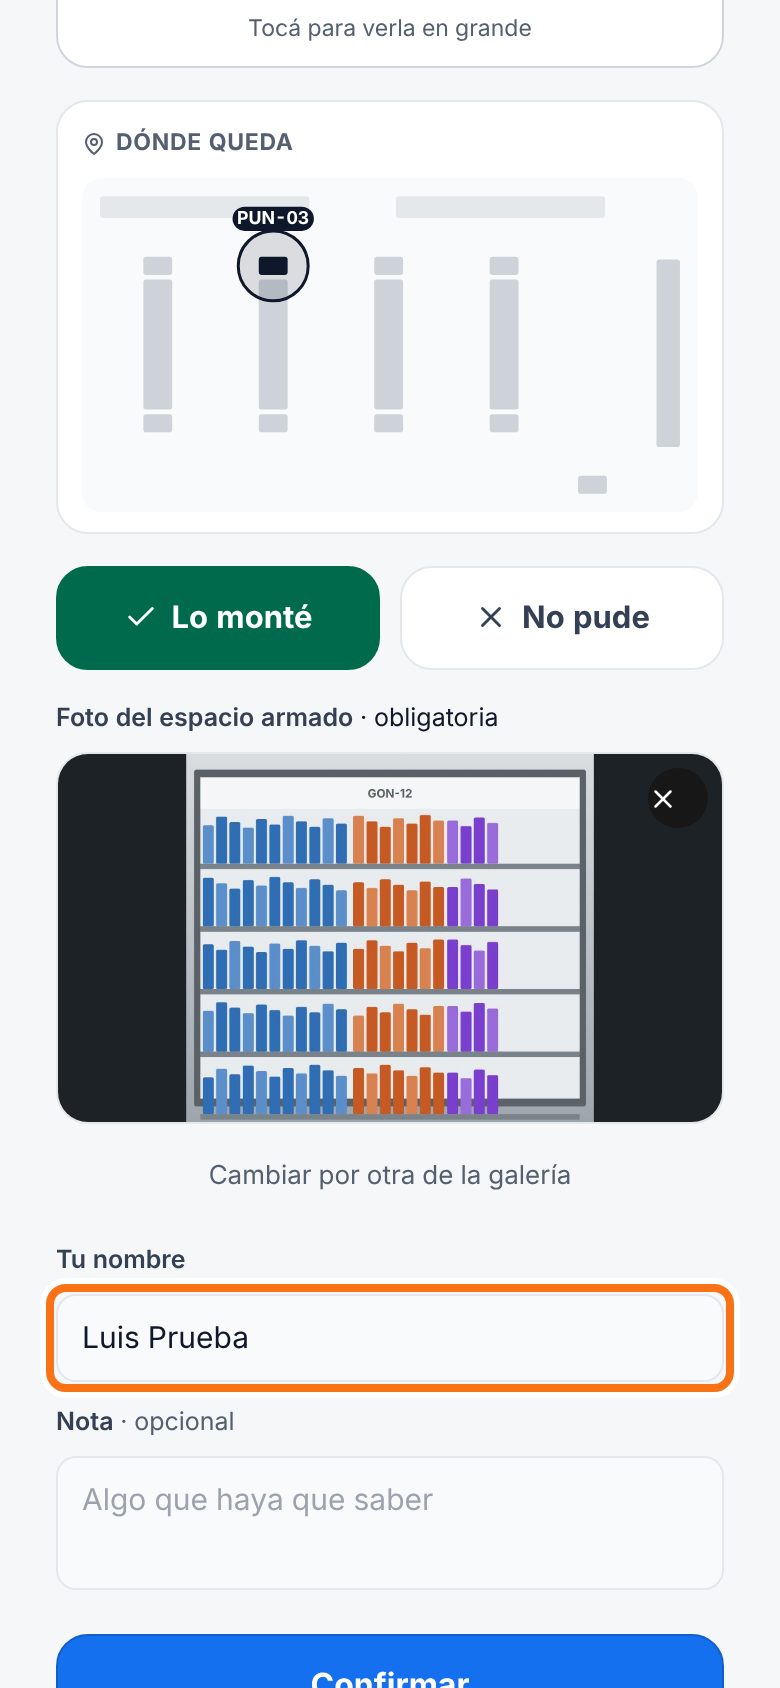 Tocá para verla en grande
DÓNDE QUEDA
PUN-03
Lo monté
No pude
Foto del espacio armado · obligatoria
GON-12
Cambiar por otra de la galería
Tu nombre
Luis Prueba
Nota · opcional
Algo que haya que saber
Confirmar